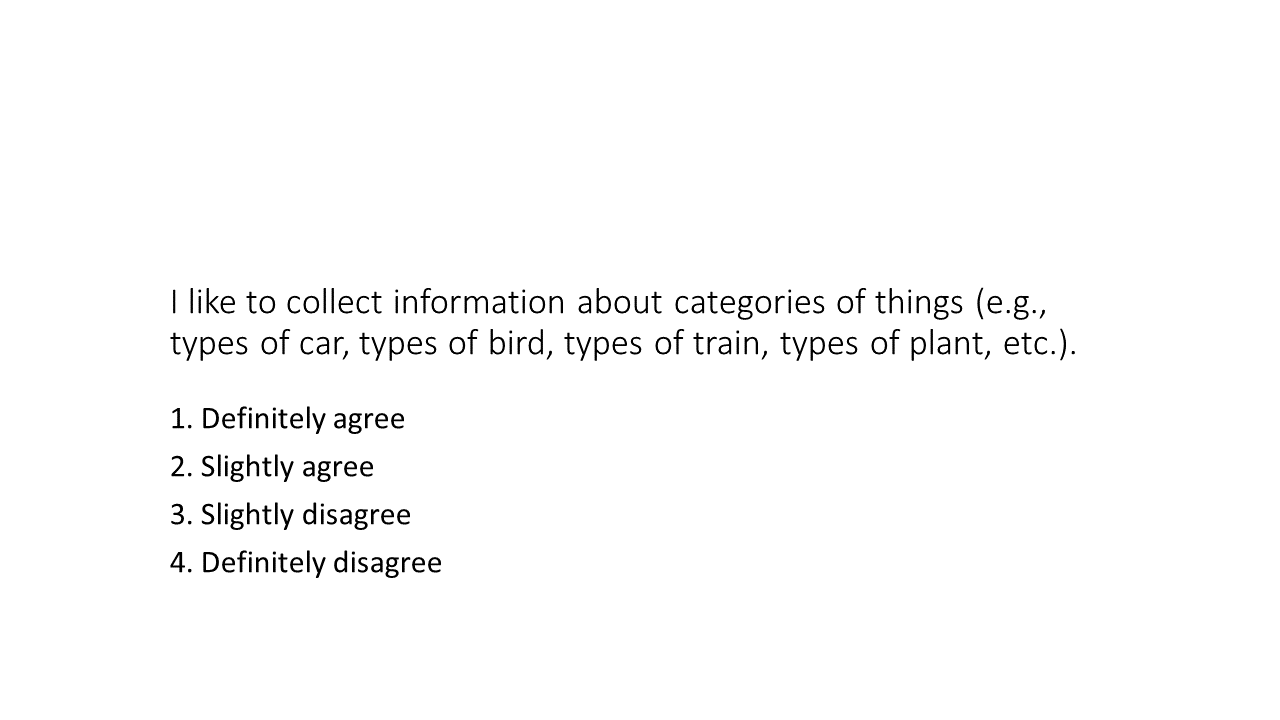 I like to collect information about categories of things (e.g.,
types of car, types of bird, types of train, types of plant, etc.).
1. Definitely agree
2. Slightly agree
3. Slightly disagree
4. Definitely disagree